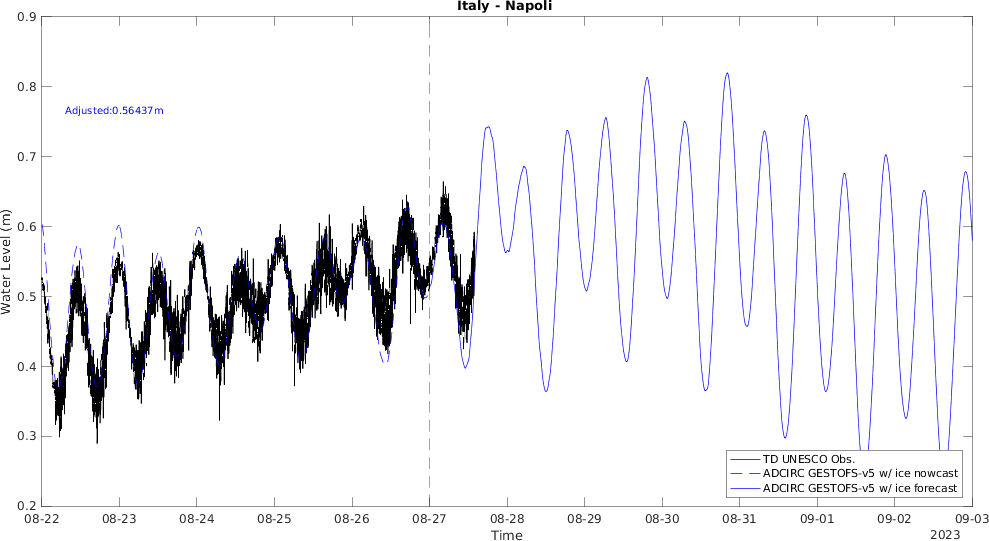 Italy - Napoli
0.9
0.8
Adjusted:0.56437m
0.7
0.6
Water Level (m)
0.5
0.4
0.3
TD UNESCO Obs.
ADCIRC GESTOFS-v5 w/ ice nowcast
ADCIRC GESTOFS-v5 w/ ice forecast
0.2
08-22 08-23 08-24 08-25 08-26 08-27 08-28 08-29 08-30 08-31 09-01 09-02 09-03
Time
2023